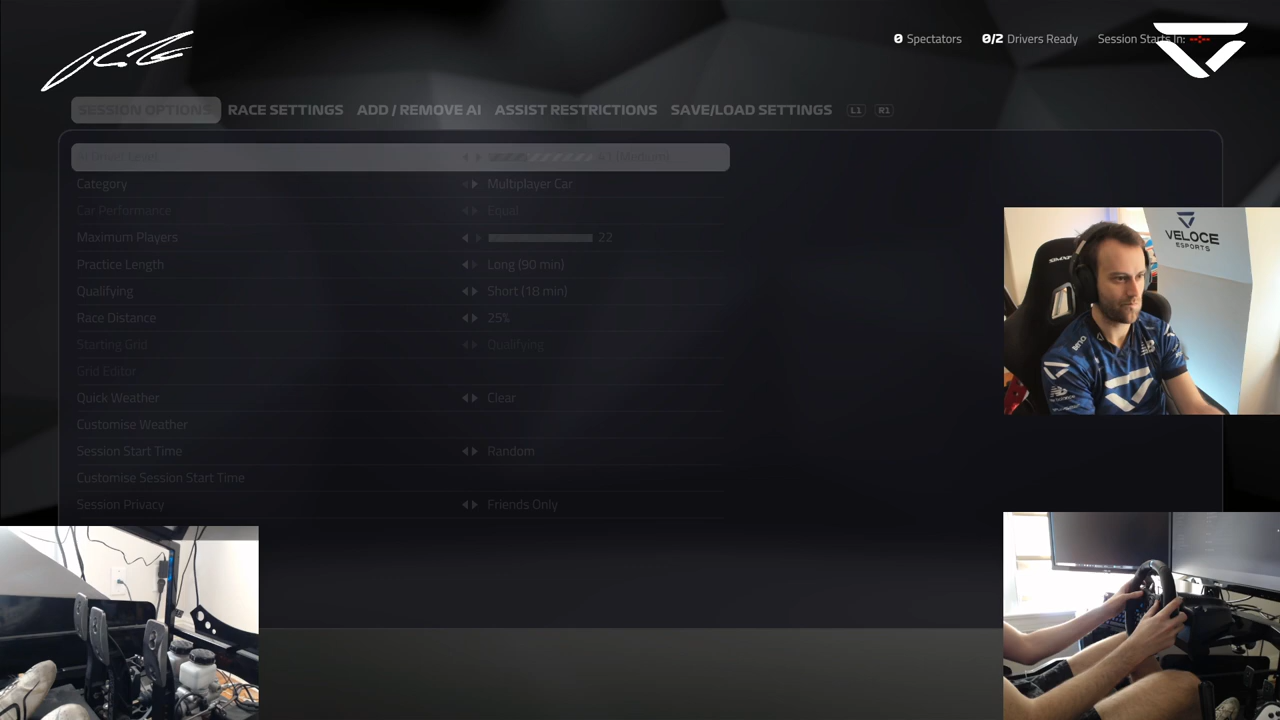 0 Spectators 0/2 Drivers Ready Session Starts In: --:--
SESSION OPTIONS RACE SETTINGS ADD / REMOVE AI ASSIST RESTRICTIONS SAVE/LOAD SETTINGS L1 R1
(Medium)
Category Multiplayer Car
Car Performance Equal
Maximum Players 22
Practice Length Long (90 min)
Qualifying Short (18 min)
Race Distance 25%
Starting Grid Qualifying
Grid Editor
Quick Weather Clear
Customise Weather
Session Start Time Random
Customise Session Start Time
Session Privacy Friends Only
VELOCE
ESPORTS